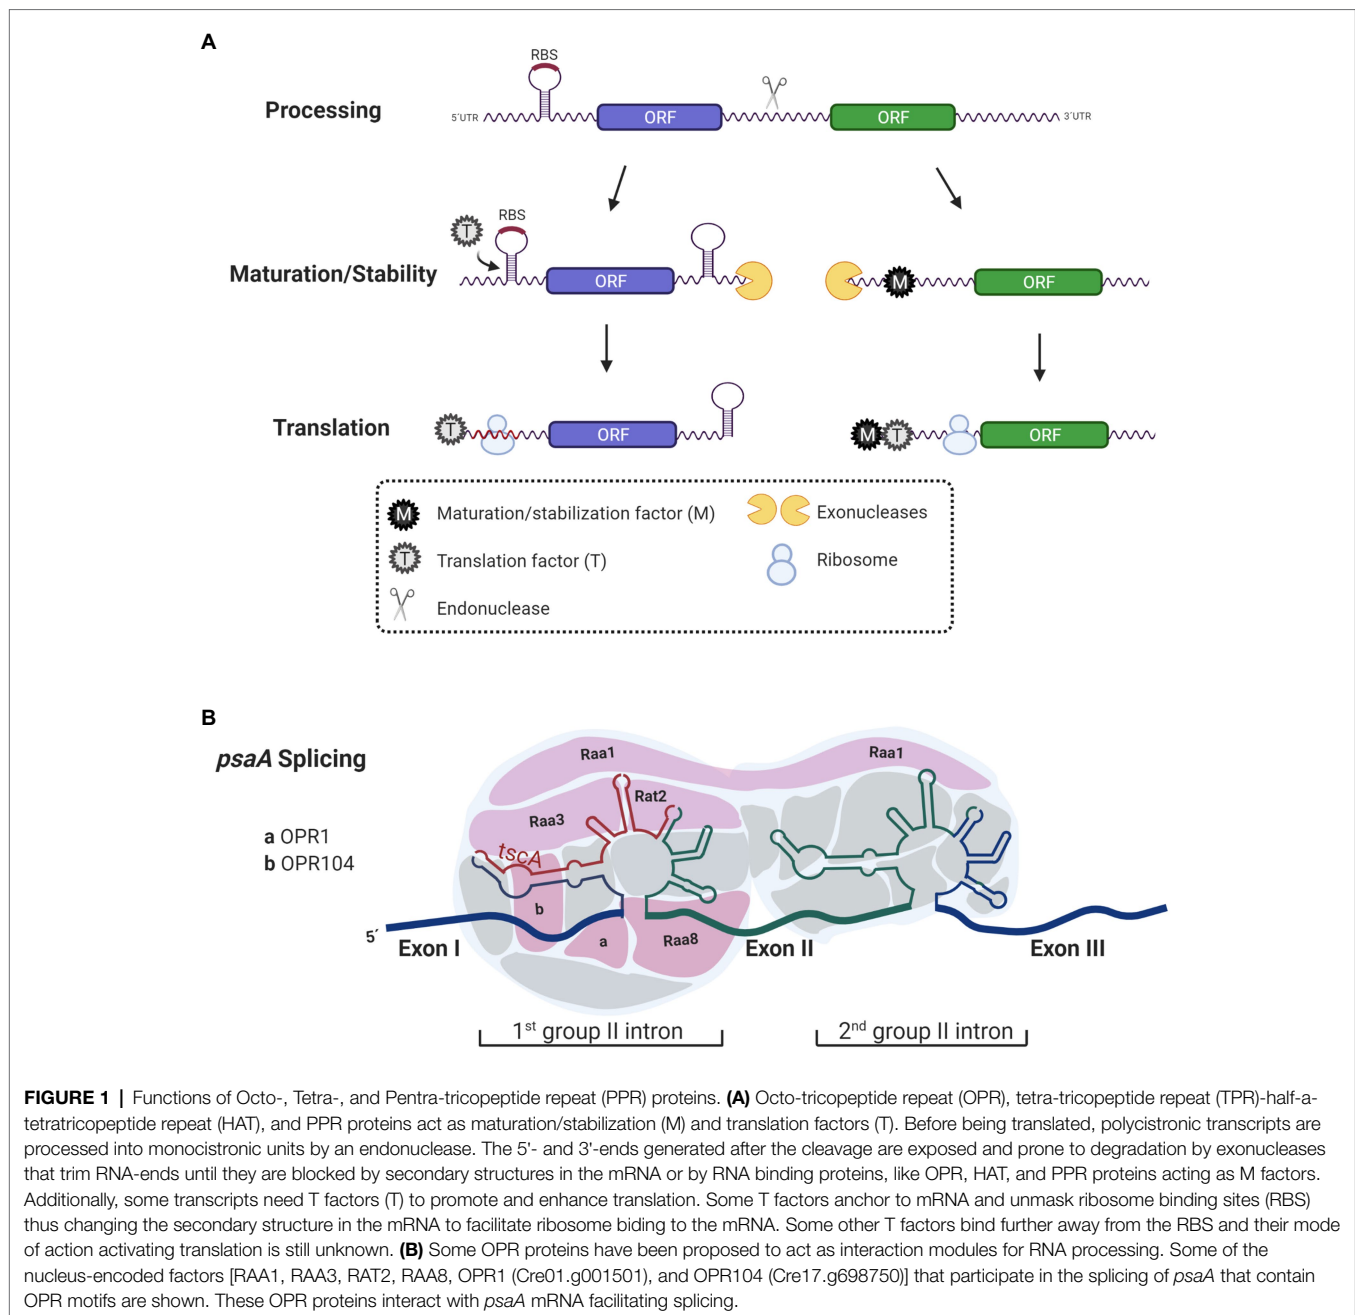 A
RBS
Processing
5´UTR
ORF
ORF
3´UTR
RBS
T
Maturation/Stability
ORF
M
ORF
Translation
T
ORF
M
T
ORF
M Maturation/stabilization factor (M)
Exonucleases
T Translation factor (T)
Ribosome
Endonuclease
B
psaA Splicing
Raa1
Raa1
Rat2
Raa3
a OPR1
b OPR104
tscA
b
a
Raa8
5´
Exon I
Exon II
Exon III
1st group II intron
2nd group II intron
FIGURE 1 | Functions of Octo-, Tetra-, and Pentra-tricopeptide repeat (PPR) proteins. (A) Octo-tricopeptide repeat (OPR), tetra-tricopeptide repeat (TPR)-half-a-
tetratricopeptide repeat (HAT), and PPR proteins act as maturation/stabilization (M) and translation factors (T). Before being translated, polycistronic transcripts are
processed into monocistronic units by an endonuclease. The 5'- and 3'-ends generated after the cleavage are exposed and prone to degradation by exonucleases
that trim RNA-ends until they are blocked by secondary structures in the mRNA or by RNA binding proteins, like OPR, HAT, and PPR proteins acting as M factors.
Additionally, some transcripts need T factors (T) to promote and enhance translation. Some T factors anchor to mRNA and unmask ribosome binding sites (RBS)
thus changing the secondary structure in the mRNA to facilitate ribosome biding to the mRNA. Some other T factors bind further away from the RBS and their mode
of action activating translation is still unknown. (B) Some OPR proteins have been proposed to act as interaction modules for RNA processing. Some of the
nucleus-encoded factors [RAA1, RAA3, RAT2, RAA8, OPR1 (Cre01.g001501), and OPR104 (Cre17.g698750)] that participate in the splicing of psaA that contain
OPR motifs are shown. These OPR proteins interact with psaA mRNA facilitating splicing.